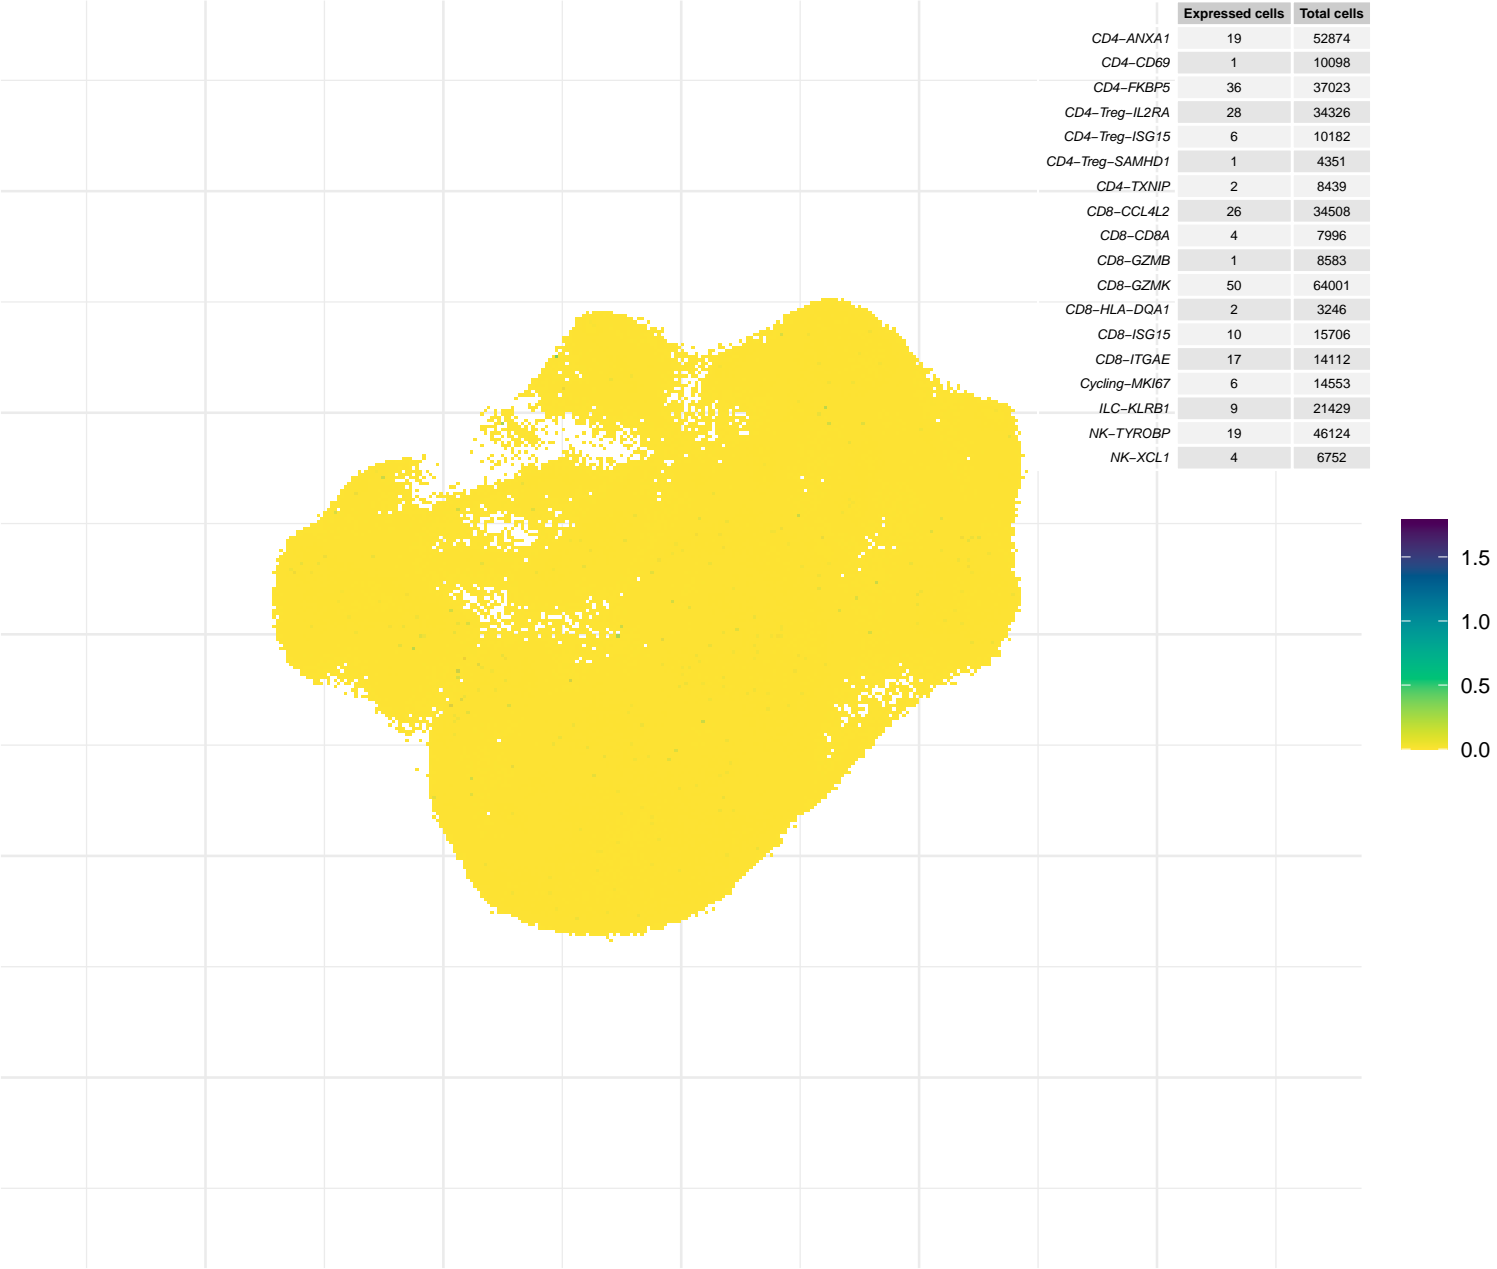 Expressed cells Total cells
CD4−ANXA1 19 52874
CD4−CD69 1 10098
CD4−FKBP5 36 37023
CD4−Treg−IL2RA 28 34326
CD4−Treg−ISG15 6 10182
CD4−Treg−SAMHD1 1 4351
CD4−TXNIP 2 8439
CD8−CCL4L2 26 34508
CD8−CD8A 4 7996
CD8−GZMB 1 8583
CD8−GZMK 50 64001
CD8−HLA−DQA1 2 3246
CD8−ISG15 10 15706
CD8−ITGAE 17 14112
Cycling−MKI67 6 14553
ILC−KLRB1 9 21429
NK−TYROBP 19 46124
NK−XCL1 4 6752
1.5
1.0
0.5
0.0